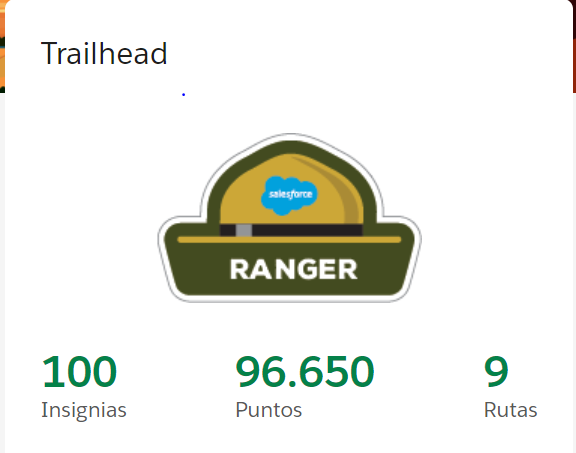 Trailhead
salesforce
RANGER
100 96.650 9
Insignias Puntos Rutas